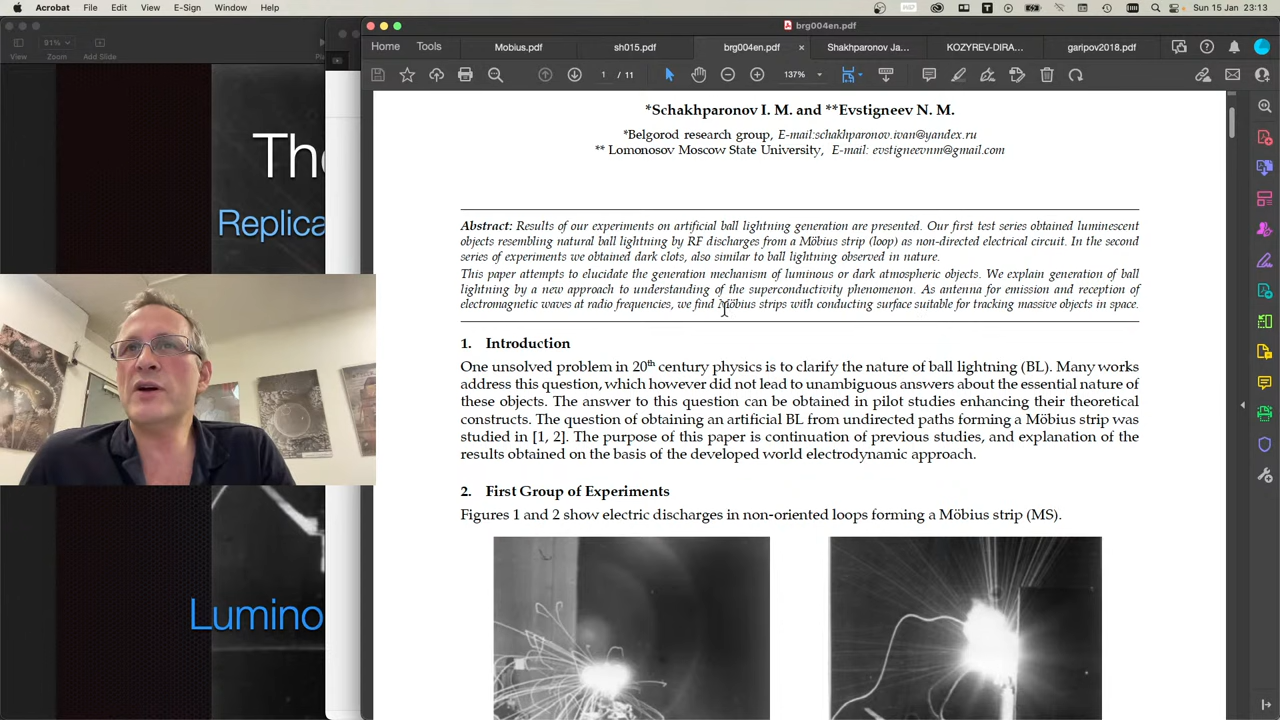 Acrobat File Edit View E-Sign Window Help
Sun 15 Jan 23:13
brg004en.pdf
91%
View Zoom Add Slide
Home Tools Mobius.pdf sh015.pdf brg004en.pdf × Shakhparonov Ja... KOZYREV-DIRA... garipov2018.pdf
1 / 11 137%
The
Replica
Lumino
*Schakhparonov I. M. and **Evstigneev N. M.
*Belgorod research group, E-mail:schakhparonov.ivan@yandex.ru
** Lomonosov Moscow State University, E-mail: evstigneevnm@gmail.com
Abstract: Results of our experiments on artificial ball lightning generation are presented. Our first test series obtained luminescent
objects resembling natural ball lightning by RF discharges from a Möbius strip (loop) as non-directed electrical circuit. In the second
series of experiments we obtained dark clots, also similar to ball lightning observed in nature.
This paper attempts to elucidate the generation mechanism of luminous or dark atmospheric objects. We explain generation of ball
lightning by a new approach to understanding of the superconductivity phenomenon. As antenna for emission and reception of
electromagnetic waves at radio frequencies, we find Möbius strips with conducting surface suitable for tracking massive objects in space.
1. Introduction
One unsolved problem in 20th century physics is to clarify the nature of ball lightning (BL). Many works
address this question, which however did not lead to unambiguous answers about the essential nature of
these objects. The answer to this question can be obtained in pilot studies enhancing their theoretical
constructs. The question of obtaining an artificial BL from undirected paths forming a Möbius strip was
studied in [1, 2]. The purpose of this paper is continuation of previous studies, and explanation of the
results obtained on the basis of the developed world electrodynamic approach.
2. First Group of Experiments
Figures 1 and 2 show electric discharges in non-oriented loops forming a Möbius strip (MS).